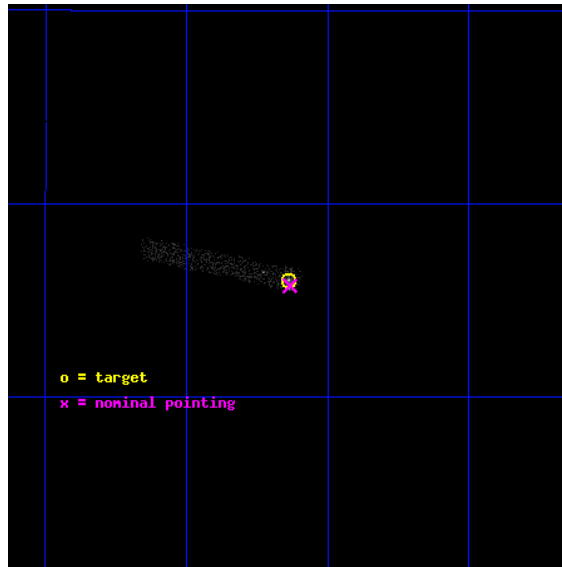 o = target
x = nominal pointing